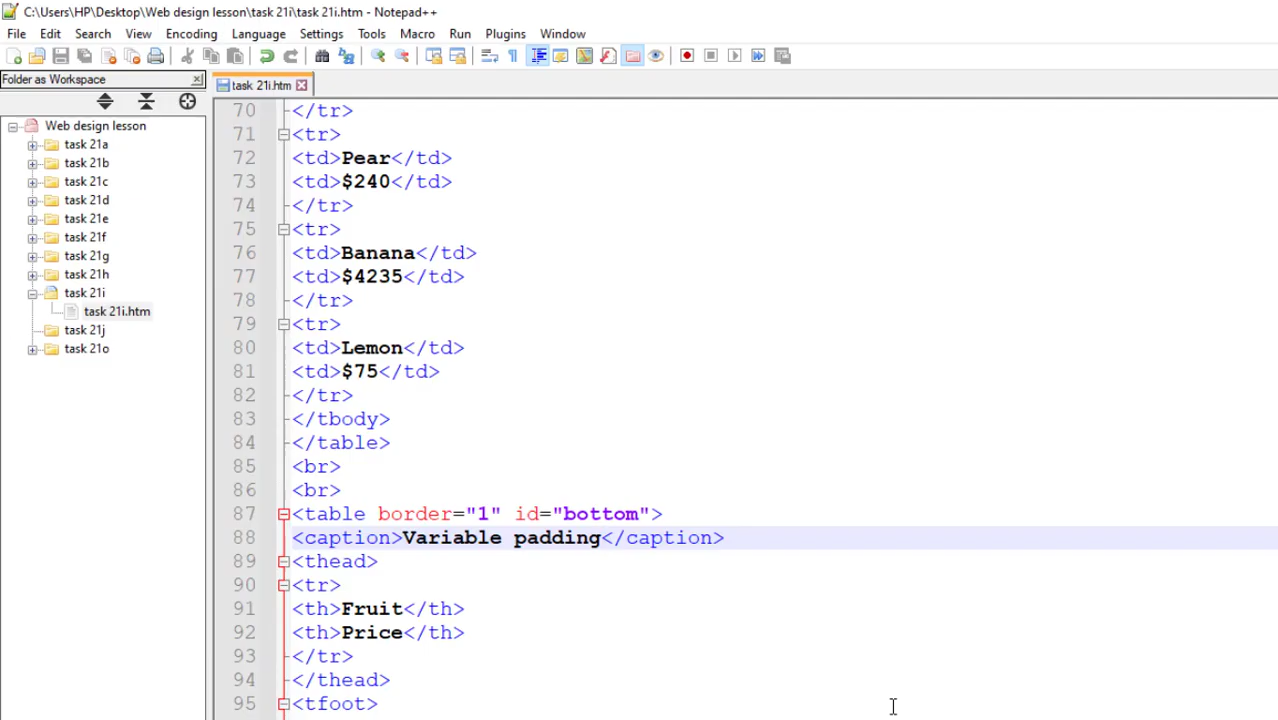 C:\Users\HP\Desktop\Web design lesson\task 21i\task 21i.htm - Notepad++
File Edit Search View Encoding Language Settings Tools Macro Run Plugins Window
Folder as Workspace
task 21i.htm
Web design lesson
task 21a
task 21b
task 21c
task 21d
task 21e
task 21f
task 21g
task 21h
task 21i
task 21i.htm
task 21j
task 21o
70 </tr>
71 <tr>
72 <td>Pear</td>
73 <td>$240</td>
74 </tr>
75 <tr>
76 <td>Banana</td>
77 <td>$4235</td>
78 </tr>
79 <tr>
80 <td>Lemon</td>
81 <td>$75</td>
82 </tr>
83 </tbody>
84 </table>
85 <br>
86 <br>
87 <table border="1" id="bottom">
88 <caption>Variable padding</caption>
89 <thead>
90 <tr>
91 <th>Fruit</th>
92 <th>Price</th>
93 </tr>
94 </thead>
95 <tfoot>